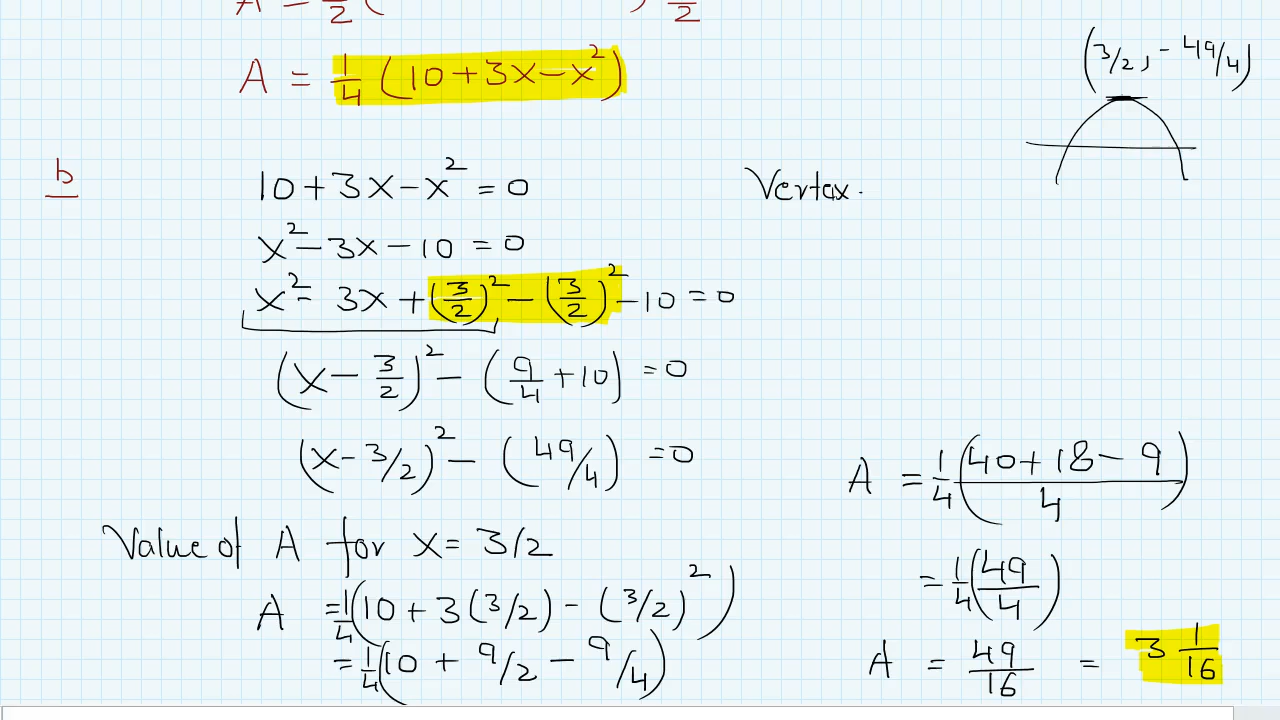 A = 1/4 (10+3x-x²)
(3/2, -49/4)
b
10+3x-x² = 0
Vertax.
x²-3x-10 = 0
x²-3x+(3/2)²-(3/2)²-10 = 0
(x-3/2)²-(9/4+10) = 0
(x-3/2)²-(49/4) = 0
Value of A for x = 3/2
A = 1/4(10+3(3/2)-(3/2)²)
= 1/4(10+9/2-9/4)
A = 1/4((40+18-9)/4)
= 1/4(49/4)
A = 49/16 = 3 1/16